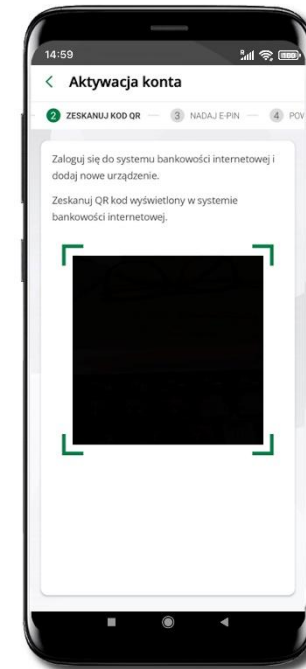 14:59
Aktywacja konta
2 ZESKANUJ KOD QR 3 NADAJ E-PIN 4 POW
Zaloguj się do systemu bankowości internetowej i
dodaj nowe urządzenie.
Zeskanuj QR kod wyświetlony w systemie
bankowości internetowej.